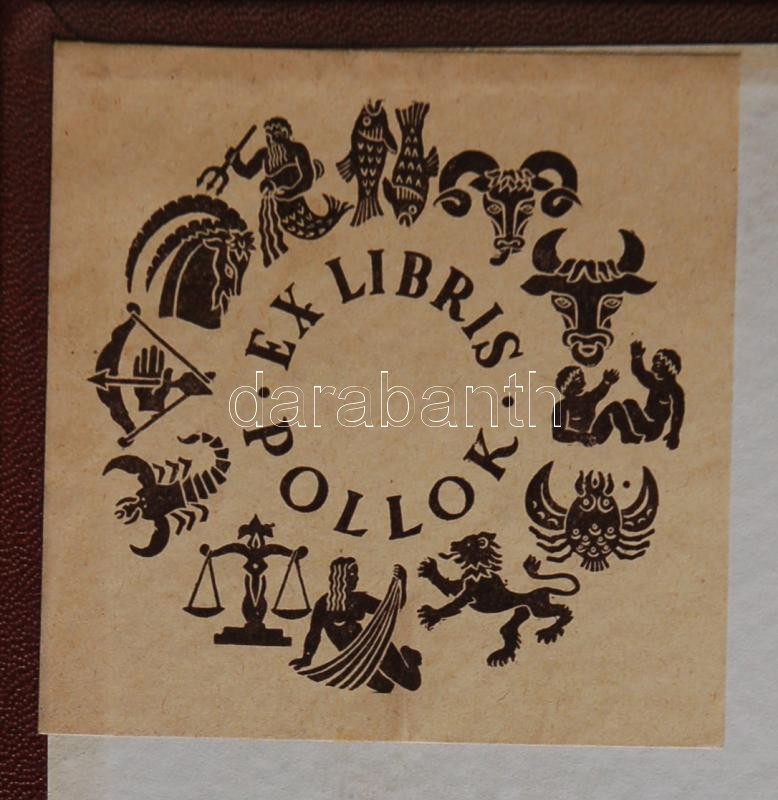 EX LIBRIS
· POLLOK ·
darabanth